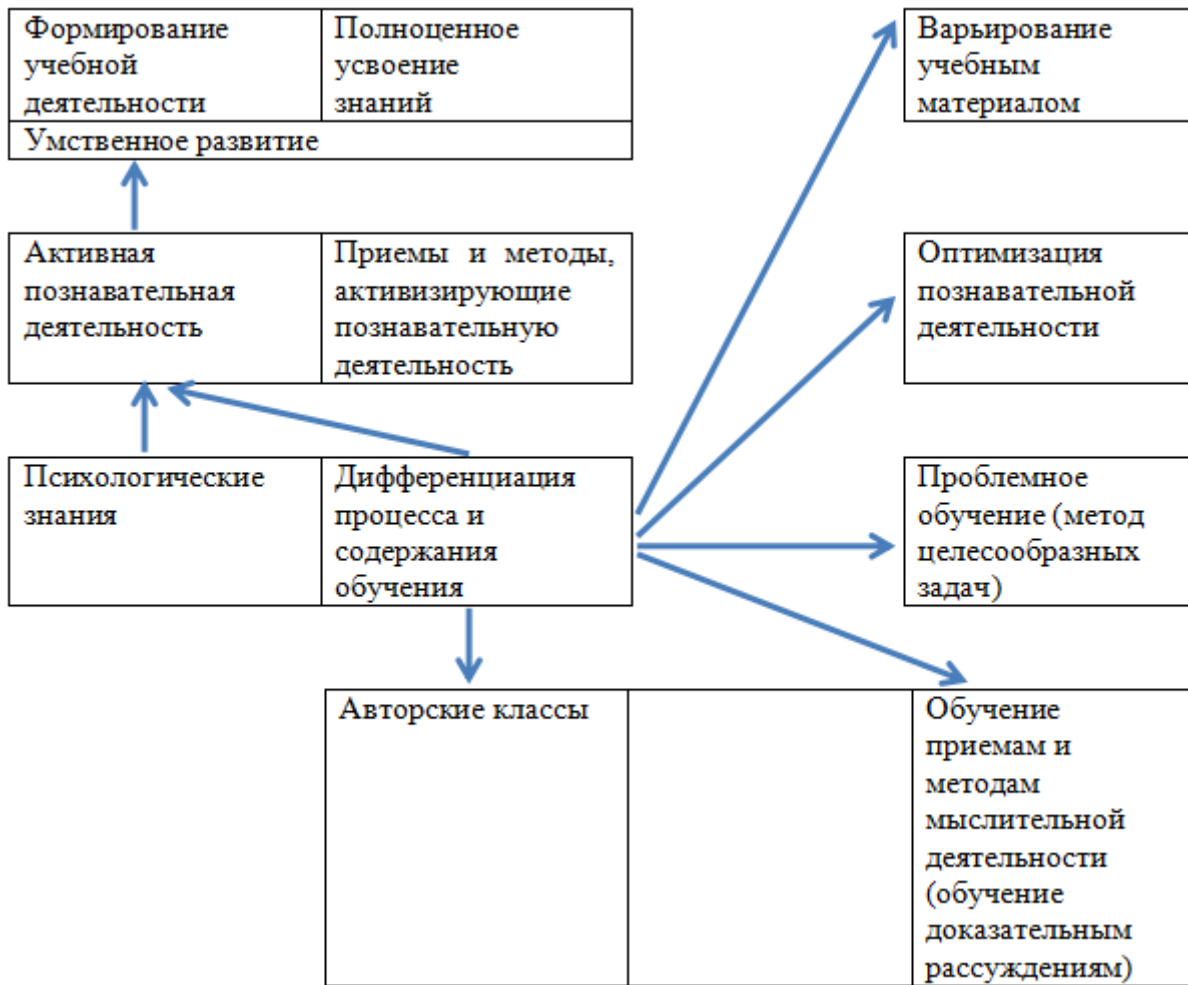 Формирование
учебной
деятельности
Полноценное
усвоение
знаний
Умственное развитие
Варьирование
учебным
материалом
Активная
познавательная
деятельность
Приемы и методы,
активизирующие
познавательную
деятельность
Оптимизация
познавательной
деятельности
Психологические
знания
Дифференциация
процесса и
содержания
обучения
Проблемное
обучение (метод
целесообразных
задач)
Авторские классы
Обучение
приемам и
методам
мыслительной
деятельности
(обучение
доказательным
рассуждениям)